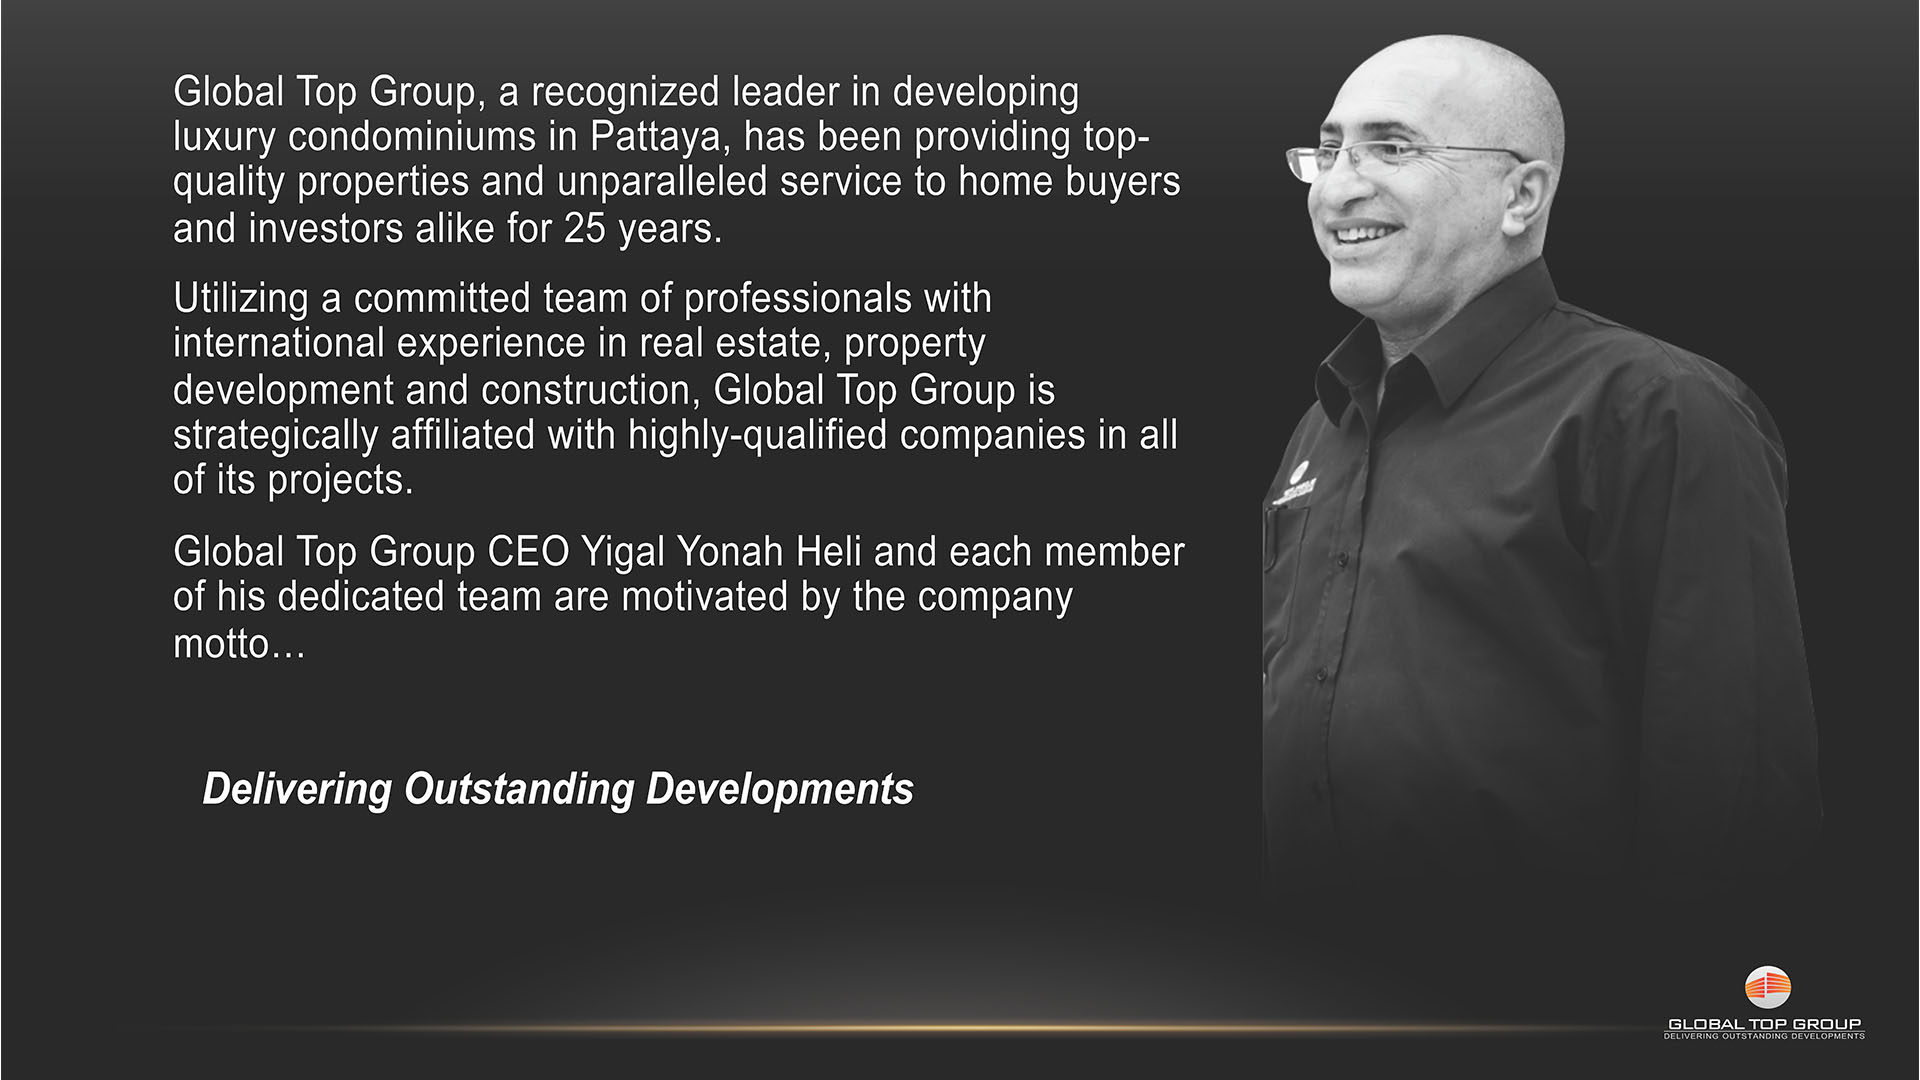 Global Top Group, a recognized leader in developing
luxury condominiums in Pattaya, has been providing top-
quality properties and unparalleled service to home buyers
and investors alike for 25 years.
Utilizing a committed team of professionals with
international experience in real estate, property
development and construction, Global Top Group is
strategically affiliated with highly-qualified companies in all
of its projects.
Global Top Group CEO Yigal Yonah Heli and each member
of his dedicated team are motivated by the company
motto…
Delivering Outstanding Developments
GLOBAL TOP GROUP
DELIVERING OUTSTANDING DEVELOPMENTS